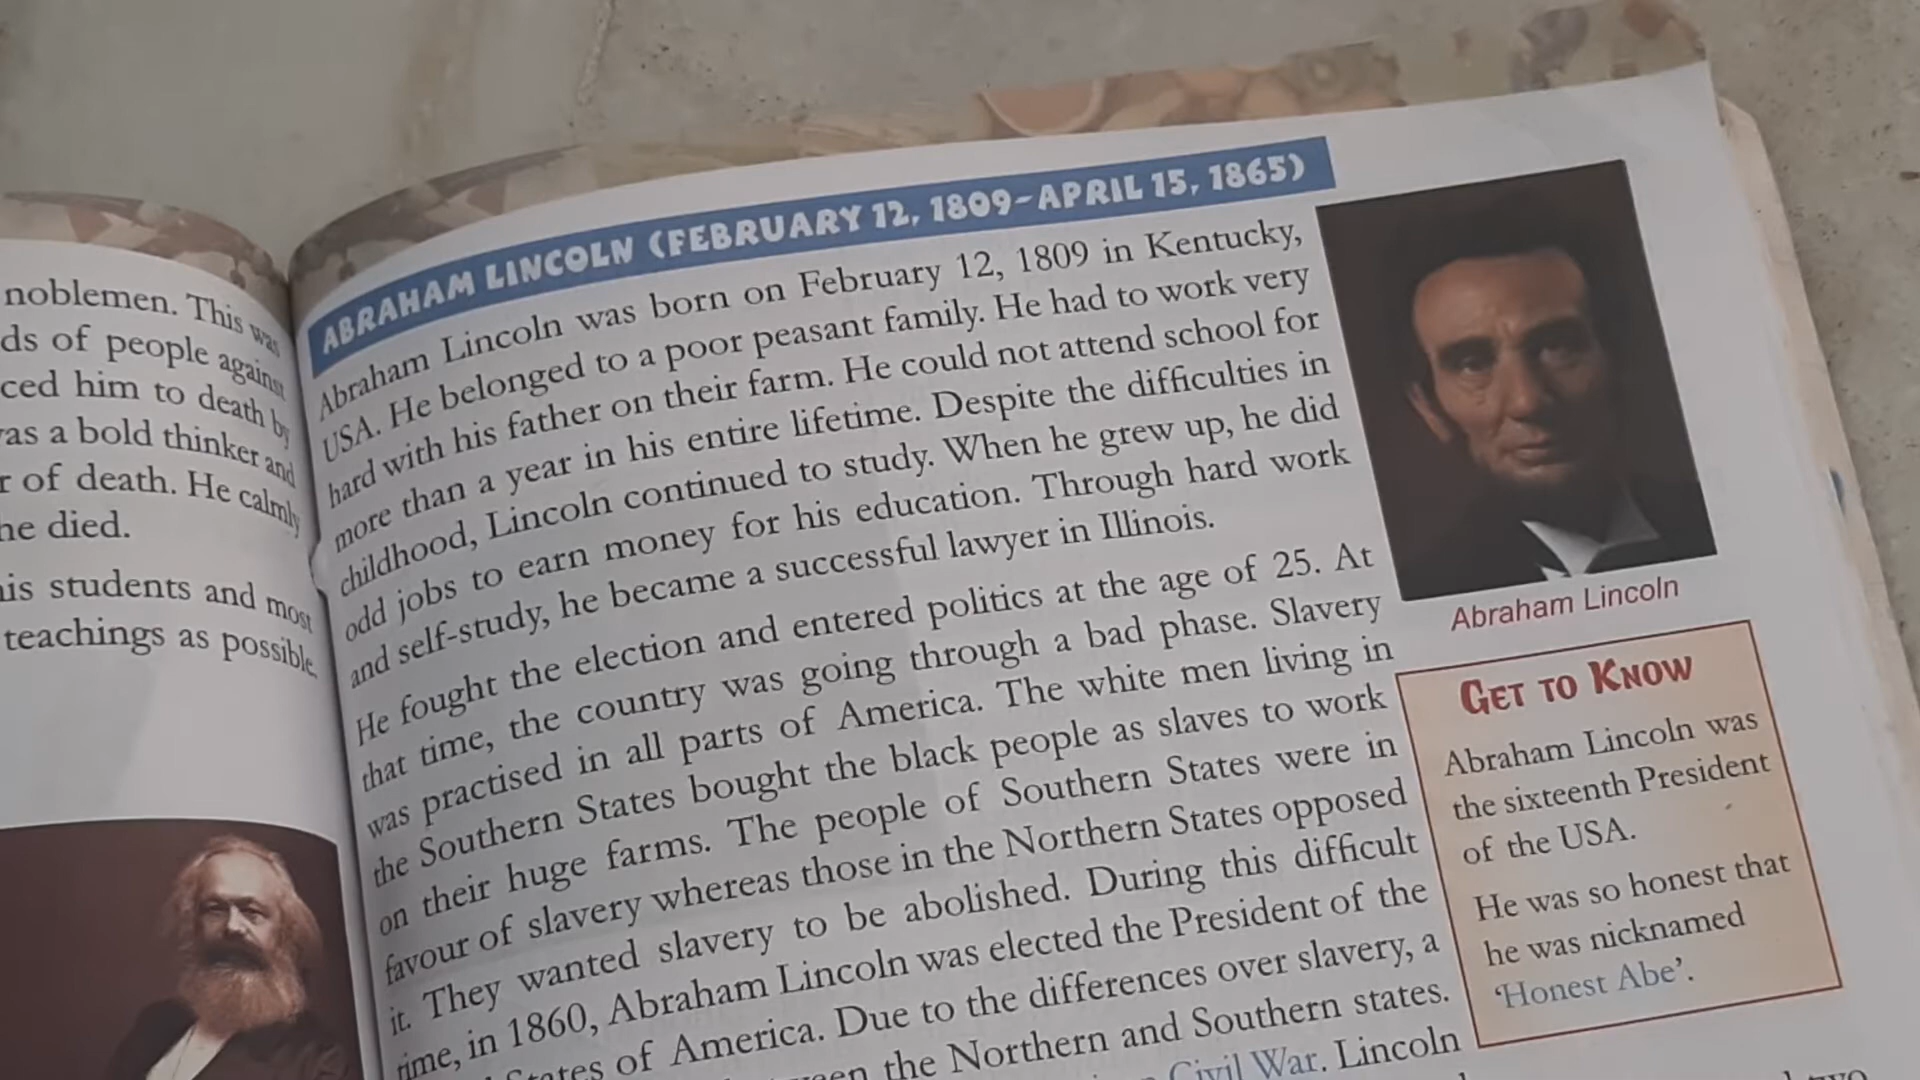 noblemen. This was
ds of people against
ced him to death by
as a bold thinker and
r of death. He calmly
he died.
is students and most
teachings as possible.
ABRAHAM LINCOLN (FEBRUARY 12, 1809–APRIL 15, 1865)
Abraham Lincoln was born on February 12, 1809 in Kentucky,
USA. He belonged to a poor peasant family. He had to work very
hard with his father on their farm. He could not attend school for
more than a year in his entire lifetime. Despite the difficulties in
childhood, Lincoln continued to study. When he grew up, he did
odd jobs to earn money for his education. Through hard work
and self-study, he became a successful lawyer in Illinois.
He fought the election and entered politics at the age of 25. At
that time, the country was going through a bad phase. Slavery
was practised in all parts of America. The white men living in
the Southern States bought the black people as slaves to work
on their huge farms. The people of Southern States were in
favour of slavery whereas those in the Northern States opposed
it. They wanted slavery to be abolished. During this difficult
time, in 1860, Abraham Lincoln was elected the President of the
States of America. Due to the differences over slavery, a
the Northern and Southern states.
Civil War. Lincoln
two
Abraham Lincoln
GET TO KNOW
Abraham Lincoln was
the sixteenth President
of the USA.
He was so honest that
he was nicknamed
‘Honest Abe’.